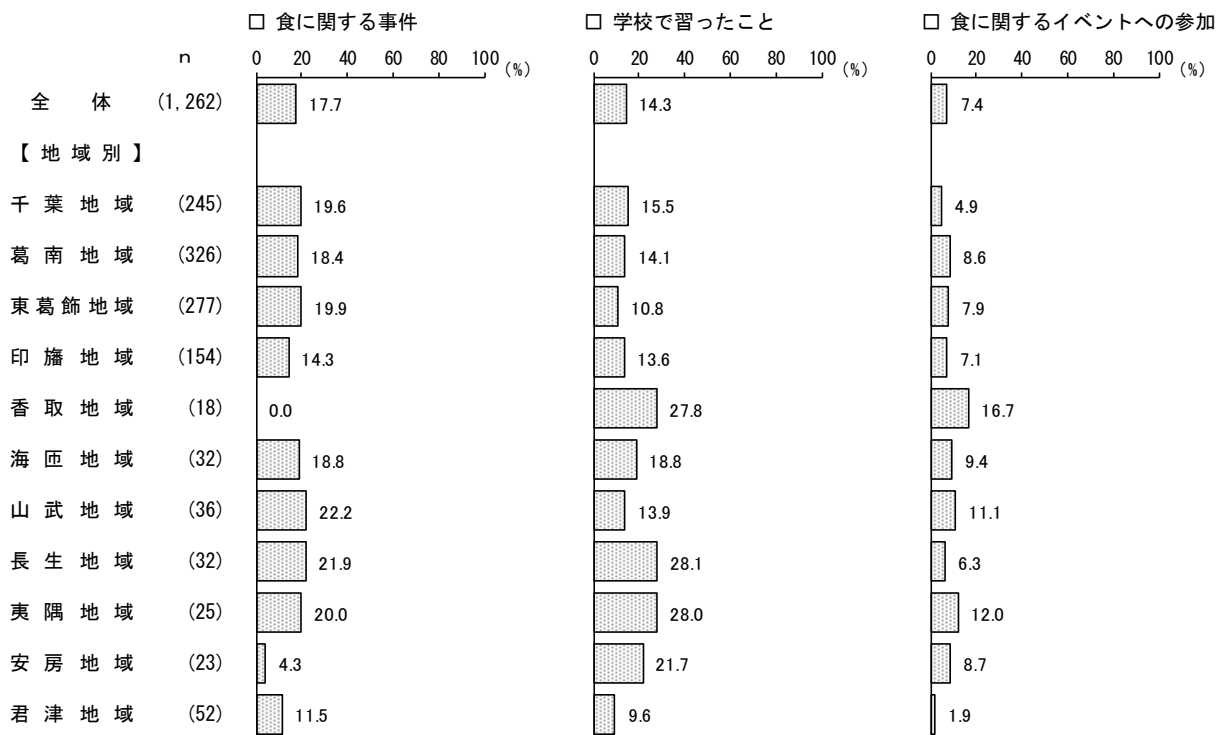 □ 食に関する事件 □ 学校で習ったこと □ 食に関するイベントへの参加
n 0 20 40 60 80 100 (%) 0 20 40 60 80 100 (%) 0 20 40 60 80 100 (%)
全体 (1,262) 17.7 14.3 7.4
【地域別】
千葉地域 (245) 19.6 15.5 4.9
葛南地域 (326) 18.4 14.1 8.6
東葛飾地域 (277) 19.9 10.8 7.9
印旛地域 (154) 14.3 13.6 7.1
香取地域 (18) 0.0 27.8 16.7
海匝地域 (32) 18.8 18.8 9.4
山武地域 (36) 22.2 13.9 11.1
長生地域 (32) 21.9 28.1 6.3
夷隅地域 (25) 20.0 28.0 12.0
安房地域 (23) 4.3 21.7 8.7
君津地域 (52) 11.5 9.6 1.9